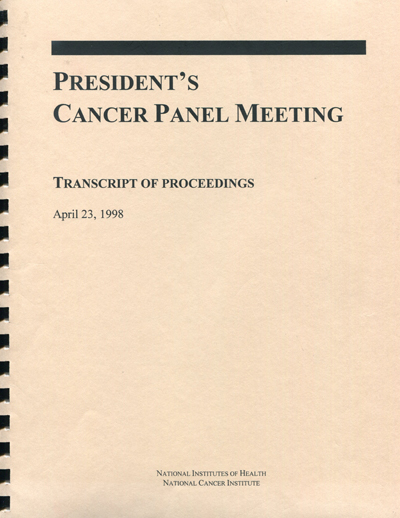 PRESIDENT'S
CANCER PANEL MEETING
TRANSCRIPT OF PROCEEDINGS
April 23, 1998
NATIONAL INSTITUTES OF HEALTH
NATIONAL CANCER INSTITUTE